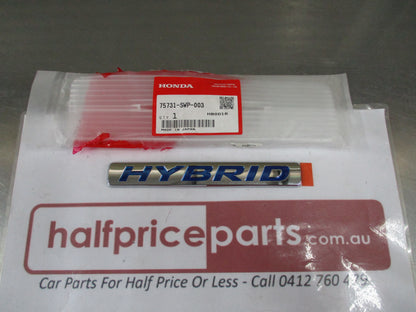 HONDA
75731-SWP-003
QTY 1
MADE IN JAPAN
HYBRID
halfpriceparts.com.au
Car Parts For Half Price Or Less - Call 0412 760 479